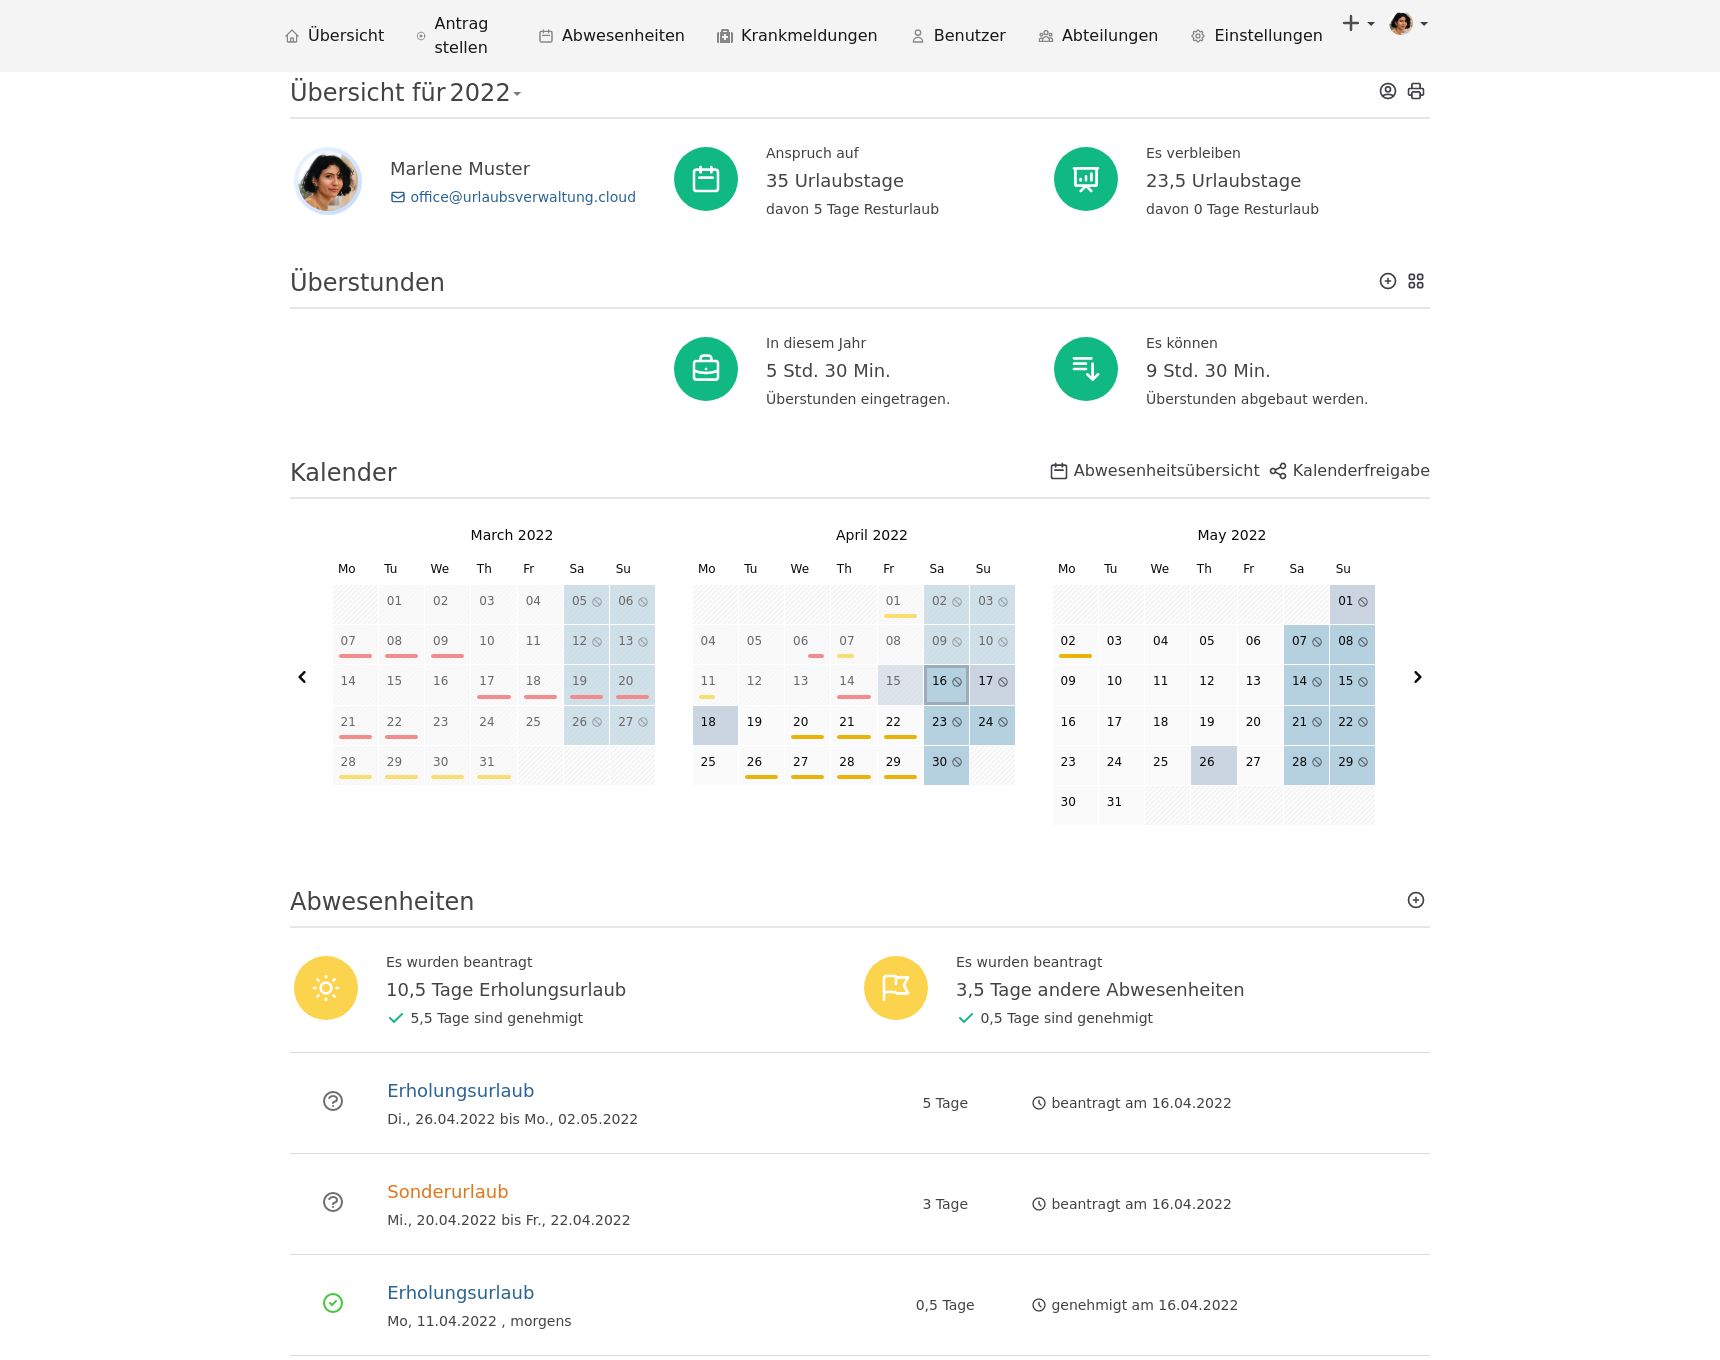 Übersicht
Antrag stellen
Abwesenheiten
Krankmeldungen
Benutzer
Abteilungen
Einstellungen
Übersicht für 2022
Marlene Muster
office@urlaubsverwaltung.cloud
Anspruch auf
35 Urlaubstage
davon 5 Tage Resturlaub
Es verbleiben
23,5 Urlaubstage
davon 0 Tage Resturlaub
Überstunden
In diesem Jahr
5 Std. 30 Min.
Überstunden eingetragen.
Es können
9 Std. 30 Min.
Überstunden abgebaut werden.
Kalender
Abwesenheitsübersicht
Kalenderfreigabe
March 2022
Mo Tu We Th Fr Sa Su
01 02 03 04 05 06
07 08 09 10 11 12 13
14 15 16 17 18 19 20
21 22 23 24 25 26 27
28 29 30 31
April 2022
Mo Tu We Th Fr Sa Su
01 02 03
04 05 06 07 08 09 10
11 12 13 14 15 16 17
18 19 20 21 22 23 24
25 26 27 28 29 30
May 2022
Mo Tu We Th Fr Sa Su
01
02 03 04 05 06 07 08
09 10 11 12 13 14 15
16 17 18 19 20 21 22
23 24 25 26 27 28 29
30 31
Abwesenheiten
Es wurden beantragt
10,5 Tage Erholungsurlaub
5,5 Tage sind genehmigt
Es wurden beantragt
3,5 Tage andere Abwesenheiten
0,5 Tage sind genehmigt
Erholungsurlaub
Di., 26.04.2022 bis Mo., 02.05.2022
5 Tage
beantragt am 16.04.2022
Sonderurlaub
Mi., 20.04.2022 bis Fr., 22.04.2022
3 Tage
beantragt am 16.04.2022
Erholungsurlaub
Mo, 11.04.2022 , morgens
0,5 Tage
genehmigt am 16.04.2022